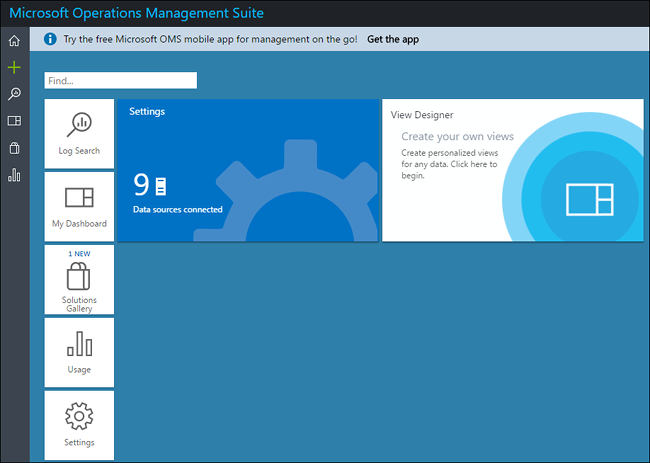 Microsoft Operations Management Suite
Try the free Microsoft OMS mobile app for management on the go! Get the app
Find...
Log Search
My Dashboard
1 NEW
Solutions
Gallery
Usage
Settings
Settings
9
Data sources connected
View Designer
Create your own views
Create personalized views
for any data. Click here to
begin.